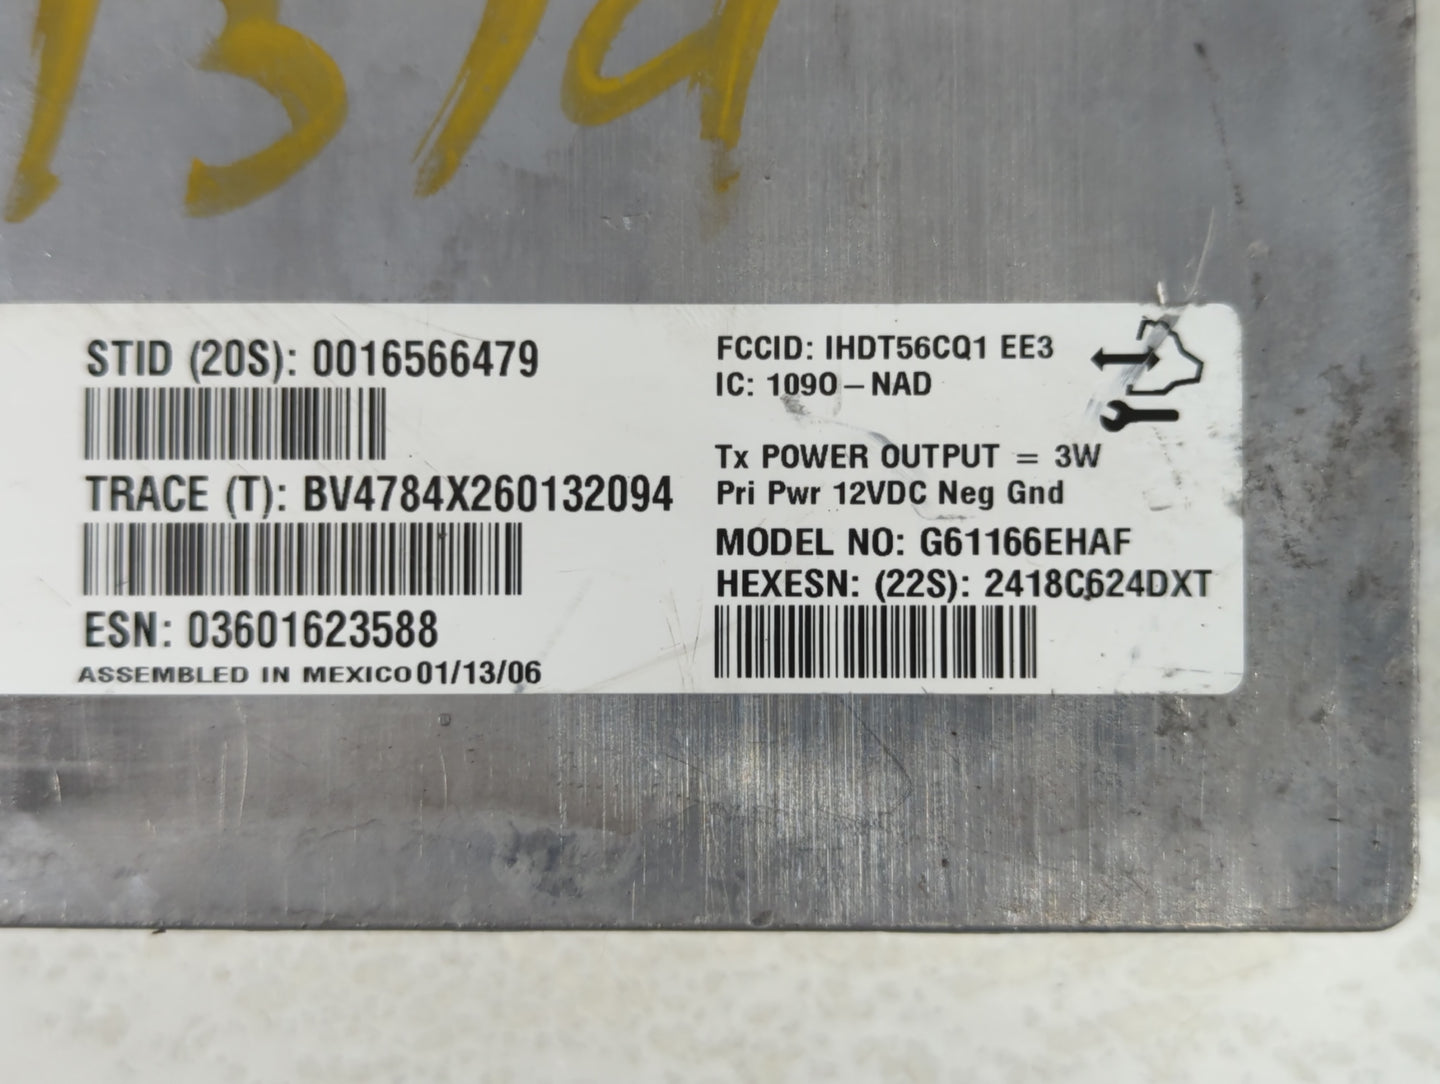 STID (20S): 0016566479
TRACE (T): BV4784X260132094
ESN: 03601623588
ASSEMBLED IN MEXICO 01/13/06
FCCID: IHDT56CQ1 EE3
IC: 1090-NAD
Tx POWER OUTPUT = 3W
Pri Pwr 12VDC Neg Gnd
MODEL NO: G61166EHAF
HEXESN: (22S): 2418C624DXT